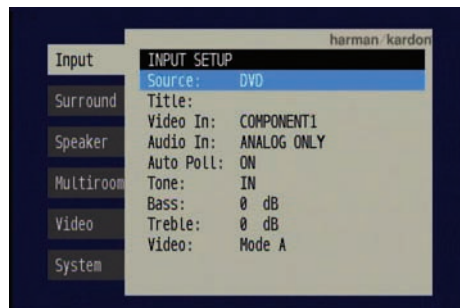 harman/kardon
Input
Surround
Speaker
Multiroom
Video
System
INPUT SETUP
Source: DVD
Title:
Video In: COMPONENT1
Audio In: ANALOG ONLY
Auto Poll: ON
Tone: IN
Bass: 0 dB
Treble: 0 dB
Video: Mode A